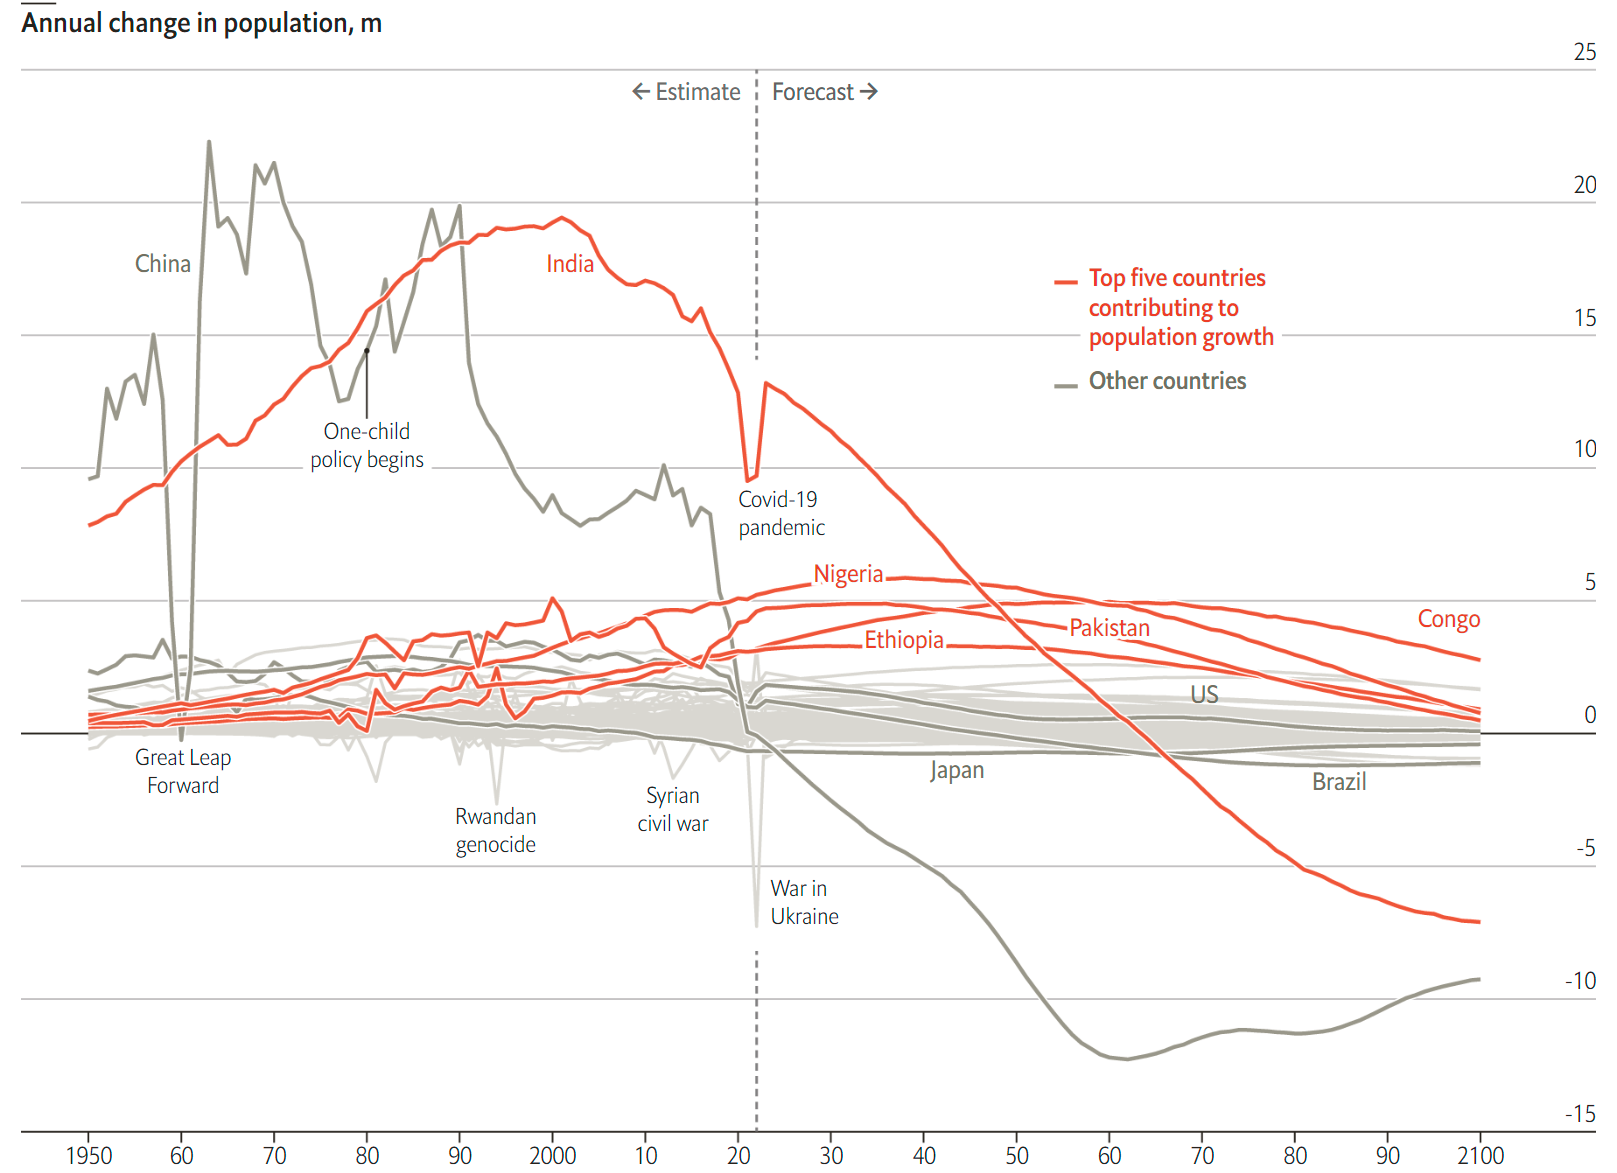 Annual change in population, m
25
← Estimate
Forecast →
20
China
India
Top five countries
contributing to
population growth
15
Other countries
One-child
policy begins
10
Covid-19
pandemic
Nigeria
5
Congo
Pakistan
Ethiopia
US
0
Great Leap
Forward
Japan
Brazil
Syrian
civil war
Rwandan
genocide
-5
War in
Ukraine
-10
-15
1950 60 70 80 90 2000 10 20 30 40 50 60 70 80 90 2100